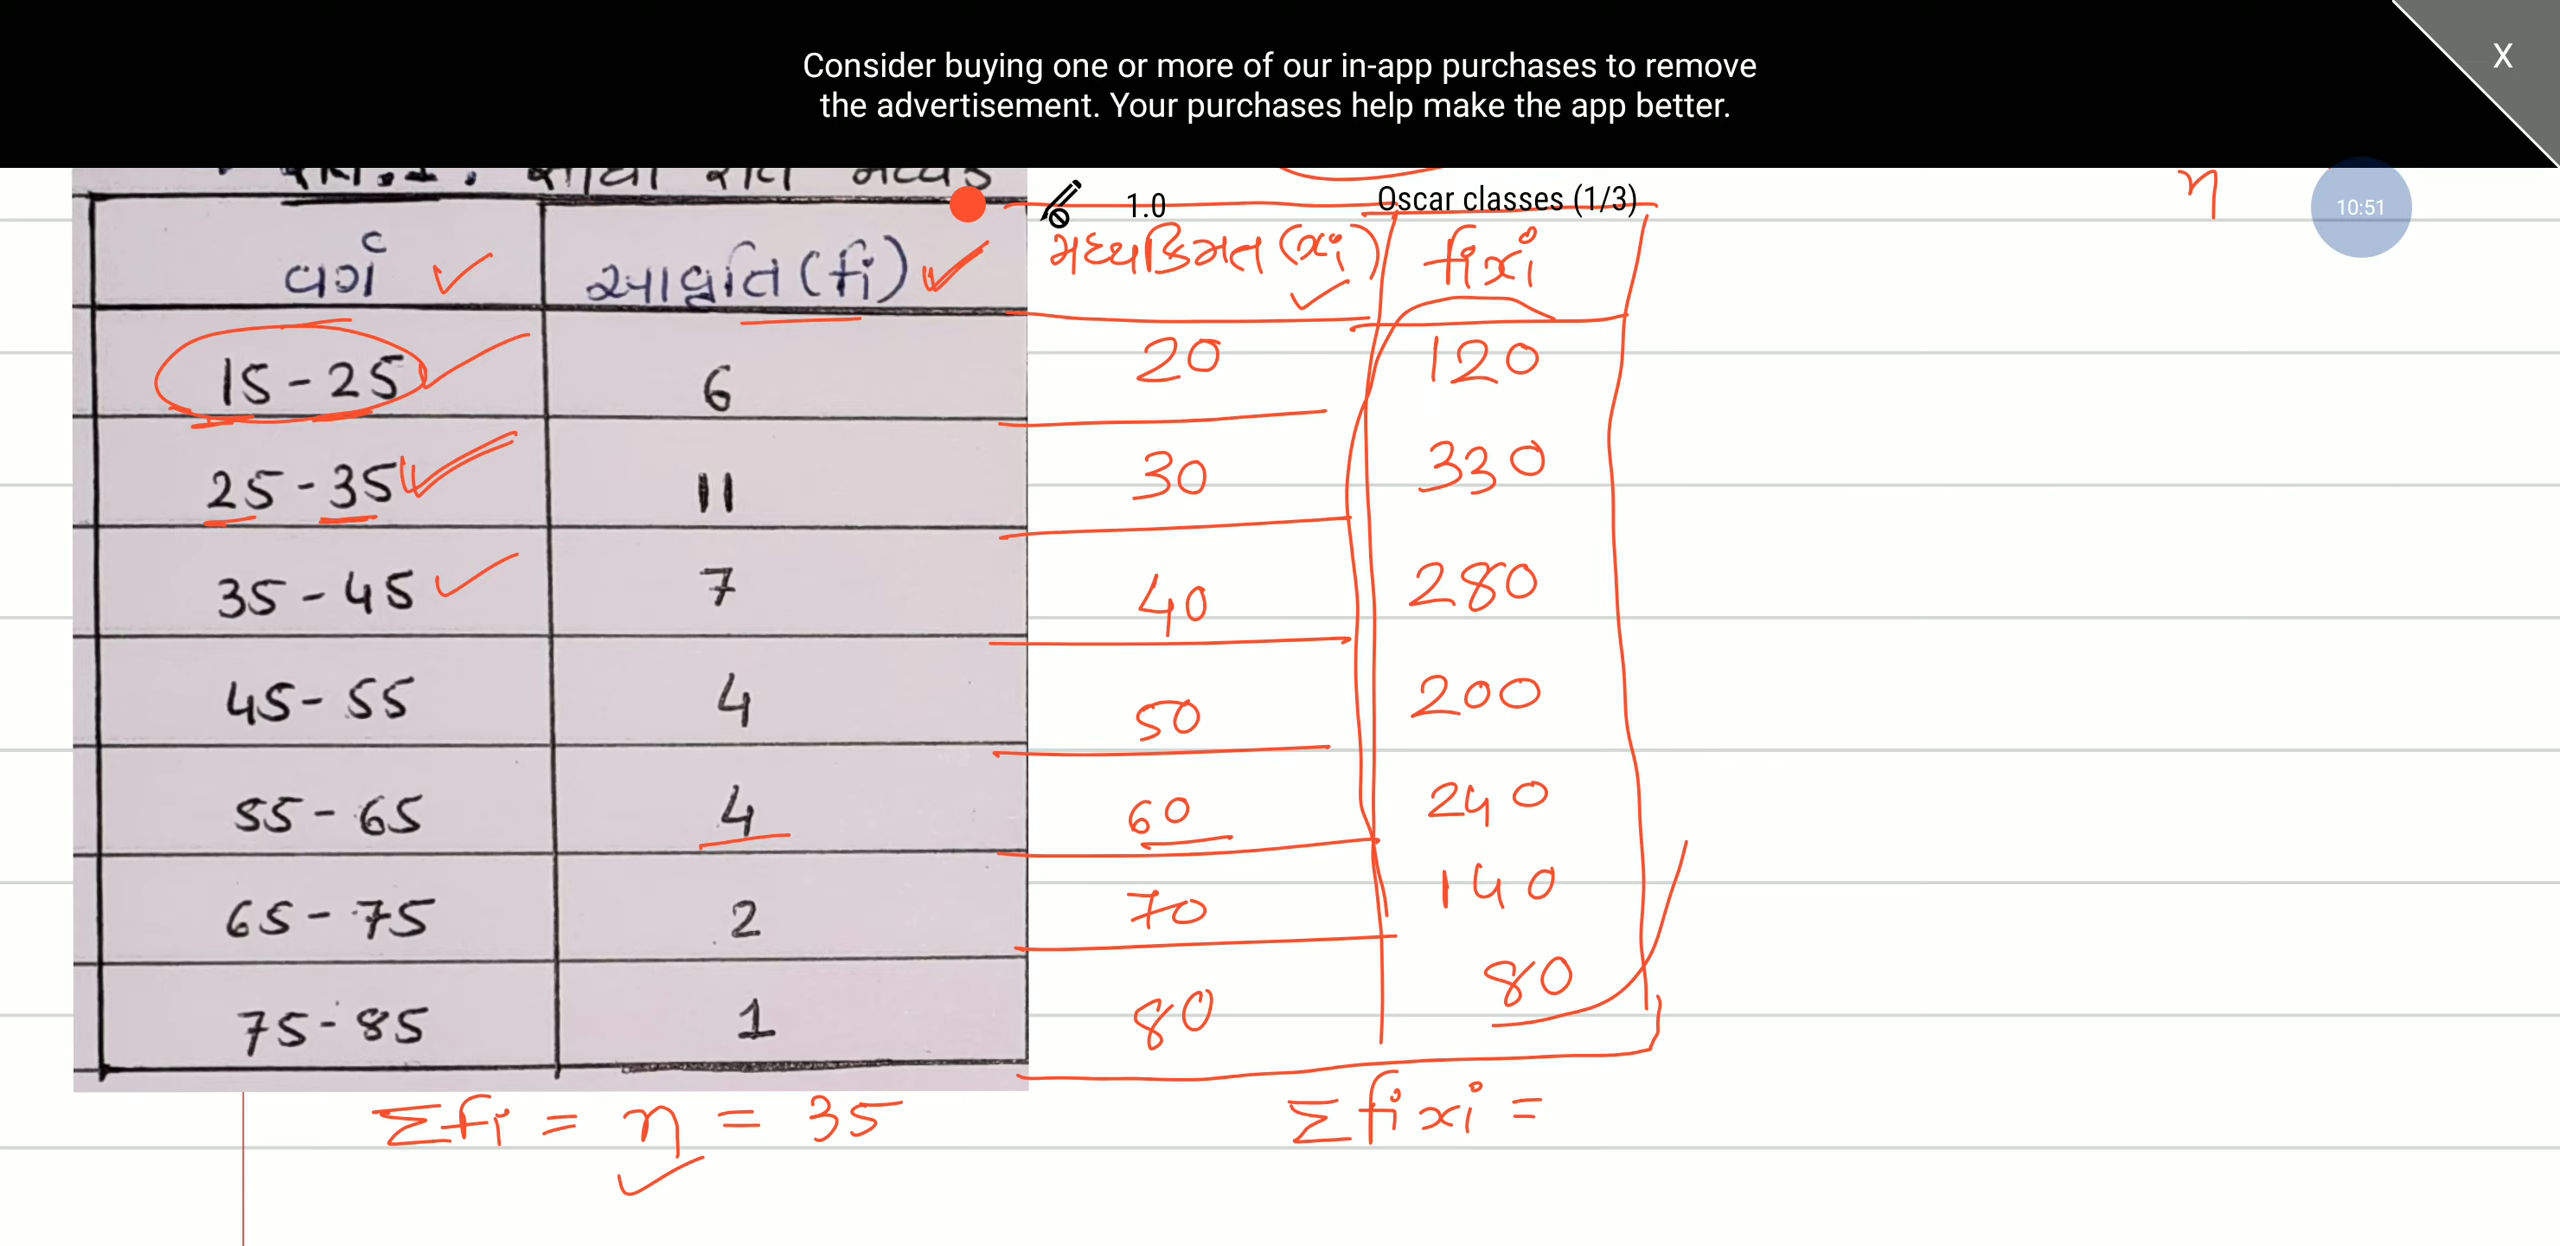 Consider buying one or more of our in-app purchases to remove
the advertisement. Your purchases help make the app better.
X
1.0
Oscar classes (1/3)
η
10:51
વર્ગ આવૃત્તિ (fi) મધ્યકિંમત (xi) fixi
15-25 6 20 120
25-35 11 30 330
35-45 7 40 280
45-55 4 50 200
55-65 4 60 240
65-75 2 70 140
75-85 1 80 80
Σfi = η = 35 Σfixi =